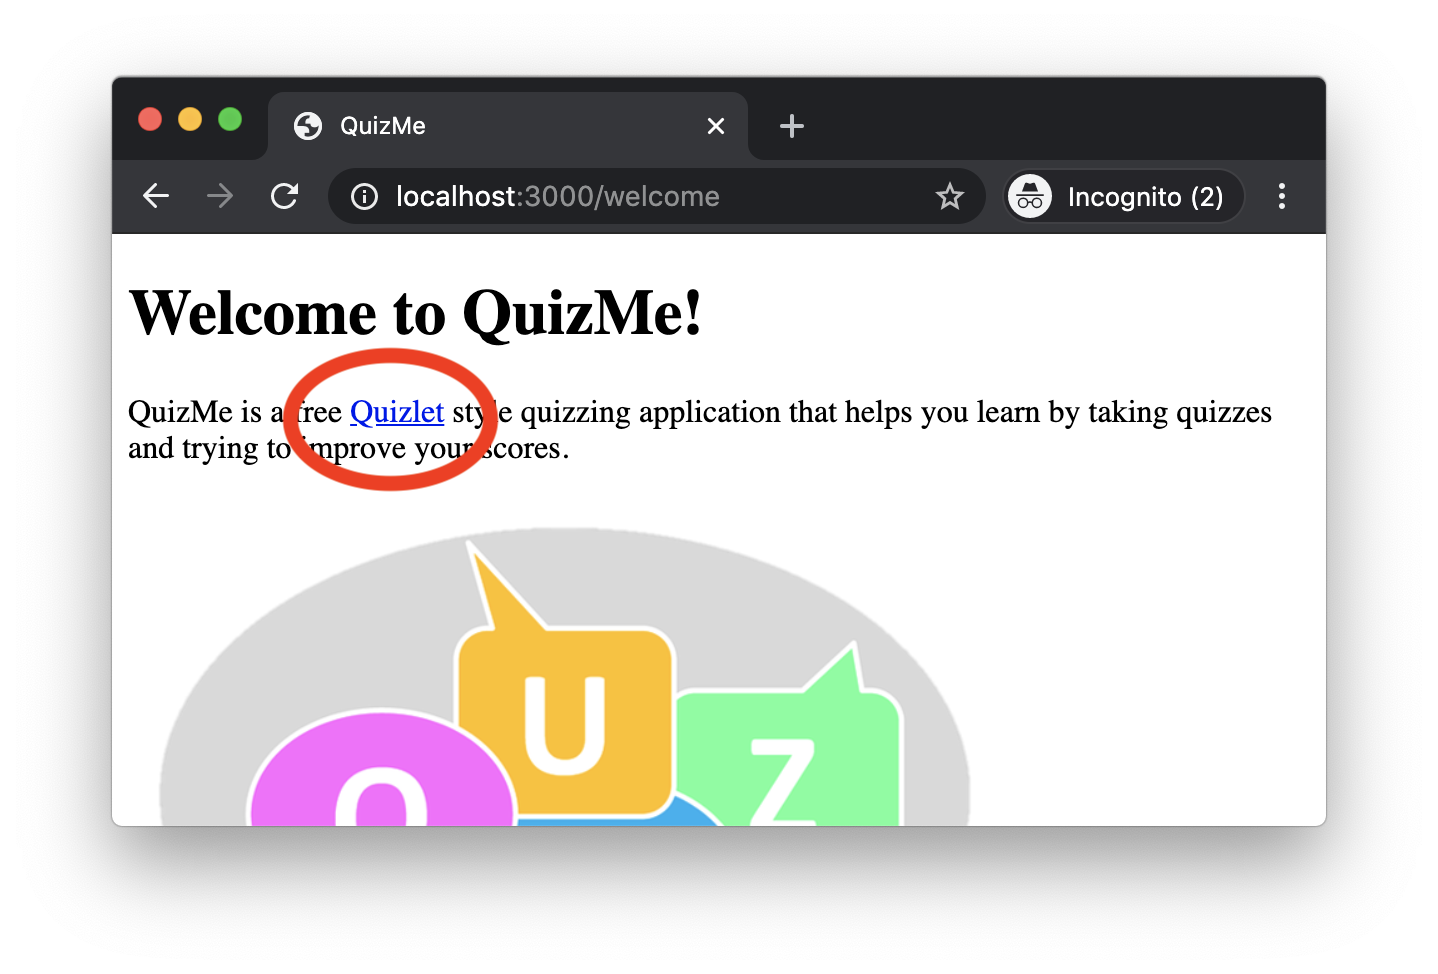 QuizMe
localhost:3000/welcome
Incognito (2)
Welcome to QuizMe!
QuizMe is a free Quizlet style quizzing application that helps you learn by taking quizzes
and trying to improve your scores.
U
Q
Z